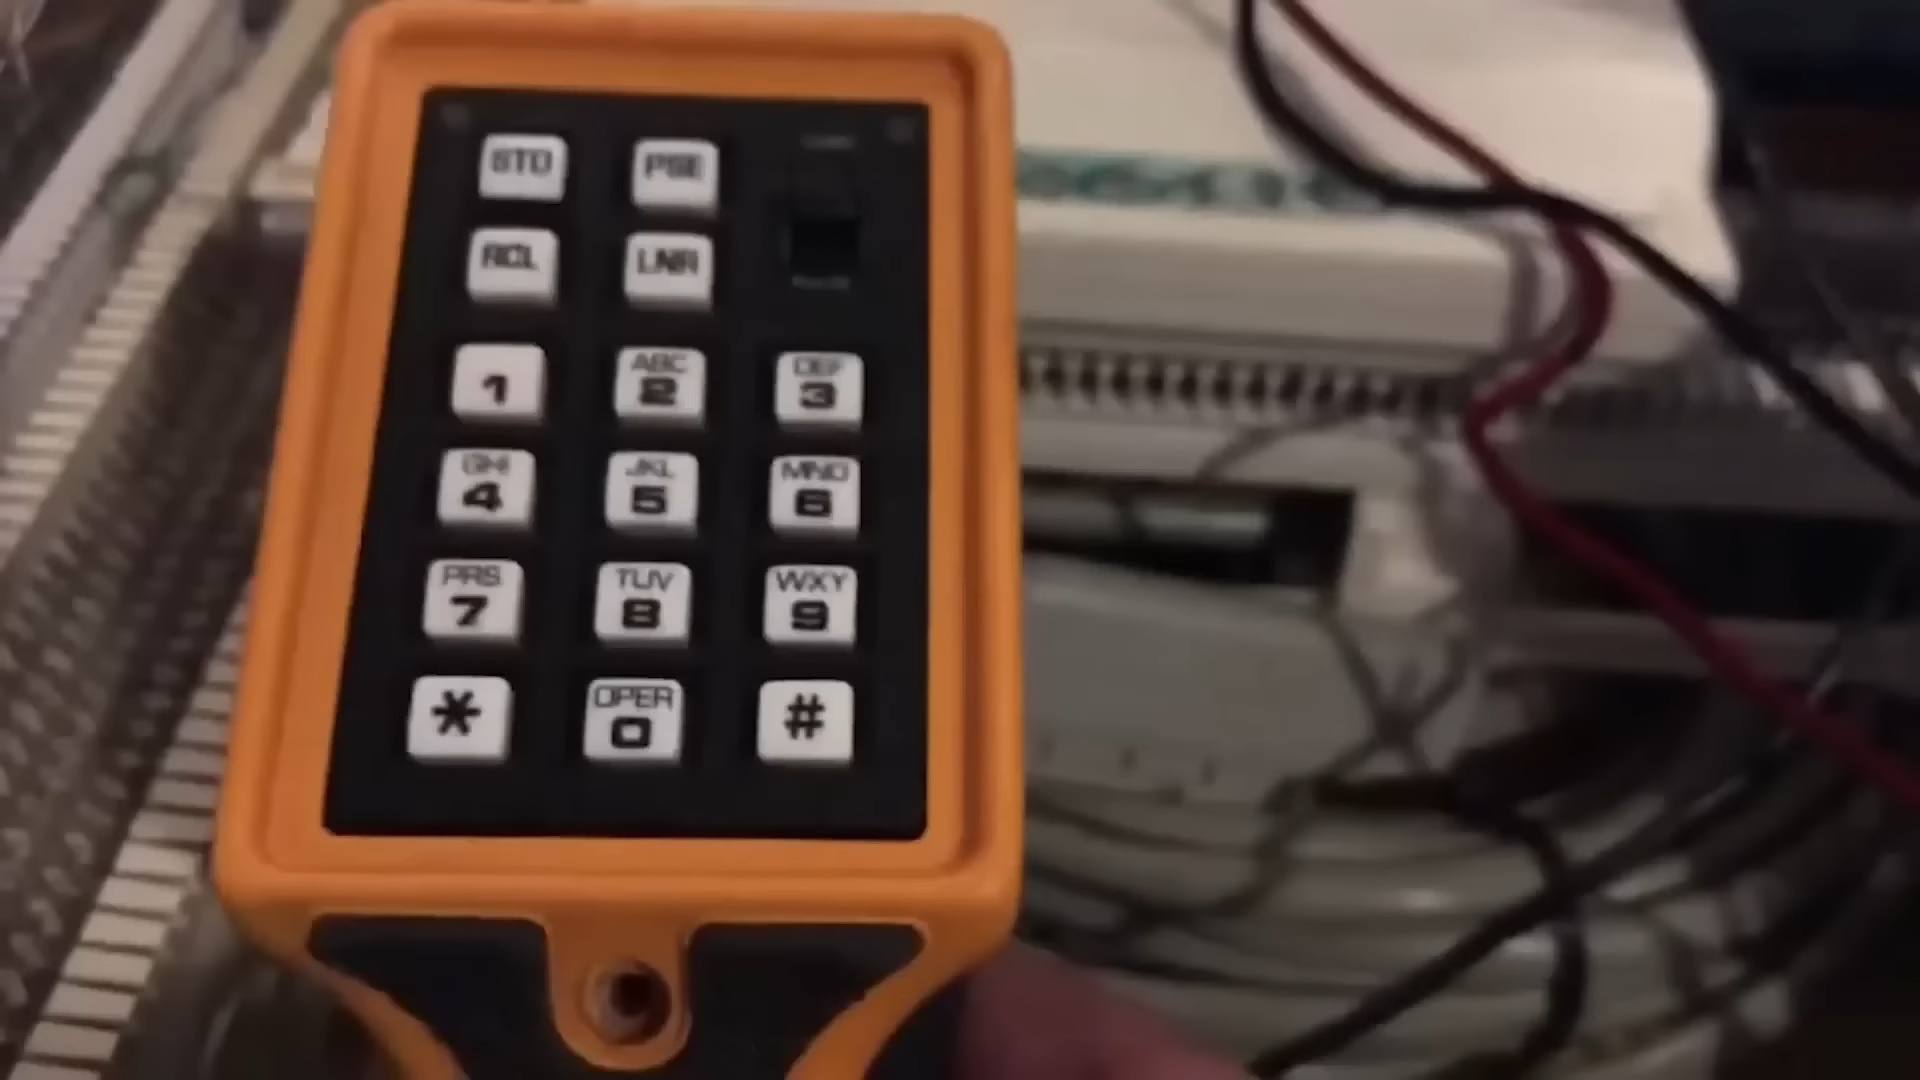 STO PSE
RCL LNR
1 ABC 2 DEF 3
GHI 4 JKL 5 MNO 6
PRS 7 TUV 8 WXY 9
* OPER 0 #